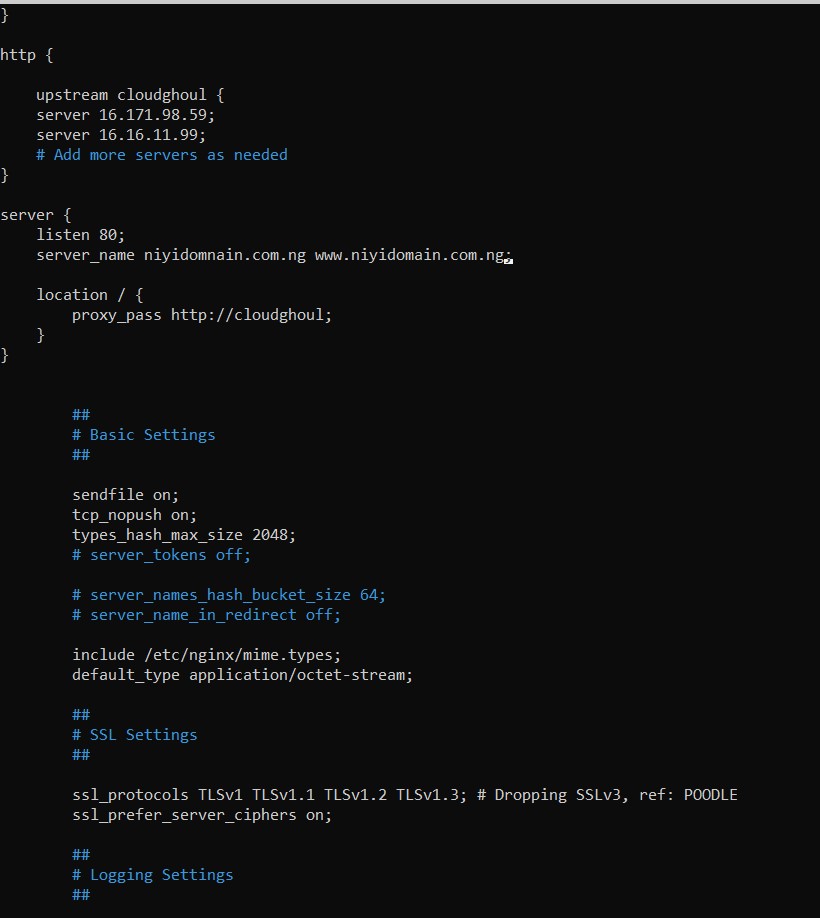 }
http {
upstream cloudghoul {
server 16.171.98.59;
server 16.16.11.99;
# Add more servers as needed
}
server {
listen 80;
server_name niyidomnain.com.ng www.niyidomain.com.ng;
location / {
proxy_pass http://cloudghoul;
}
}
##
# Basic Settings
##
sendfile on;
tcp_nopush on;
types_hash_max_size 2048;
# server_tokens off;
# server_names_hash_bucket_size 64;
# server_name_in_redirect off;
include /etc/nginx/mime.types;
default_type application/octet-stream;
##
# SSL Settings
##
ssl_protocols TLSv1 TLSv1.1 TLSv1.2 TLSv1.3; # Dropping SSLv3, ref: POODLE
ssl_prefer_server_ciphers on;
##
# Logging Settings
##